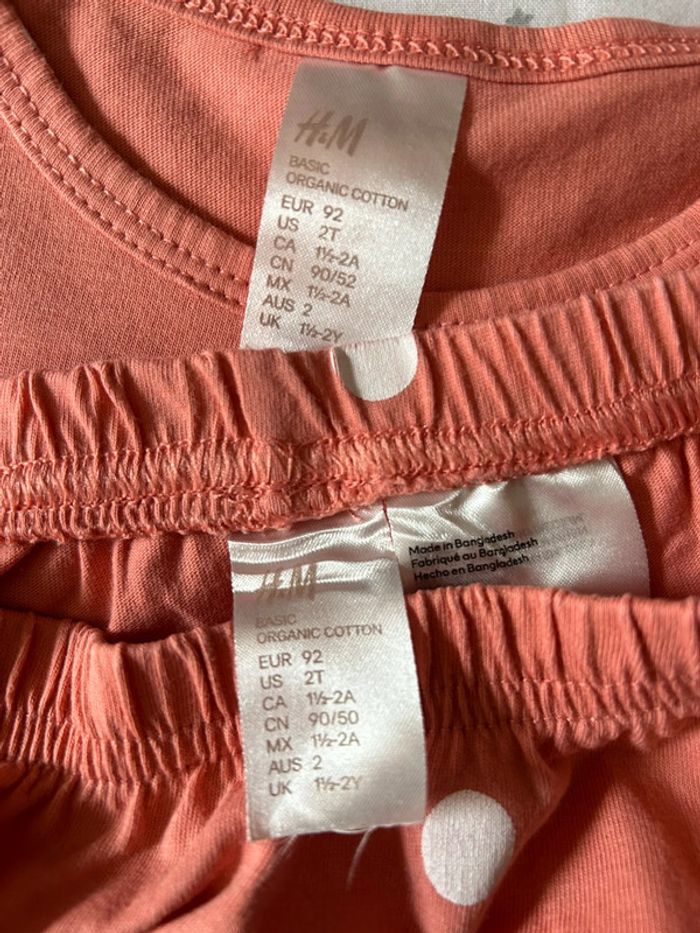 H&M
BASIC
ORGANIC COTTON
EUR 92
US 2T
CA 1½-2A
CN 90/52
MX 1½-2A
AUS 2
UK 1½-2Y
Made in Bangladesh
Fabriqué au Bangladesh
Hecho en Bangladesh
H&M
BASIC
ORGANIC COTTON
EUR 92
US 2T
CA 1½-2A
CN 90/50
MX 1½-2A
AUS 2
UK 1½-2Y